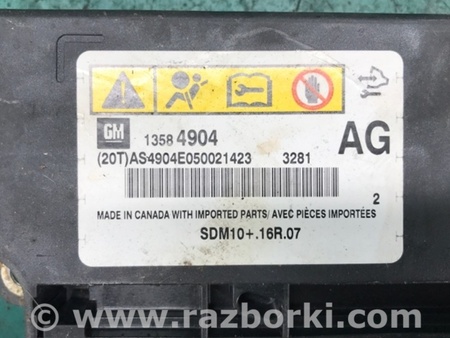 GM 1358 4904 AG
(20T)AS4904E050021423 3281
2
MADE IN CANADA WITH IMPORTED PARTS/ AVEC PIÈCES IMPORTÉES
SDM10+.16R.07
www.razborki.com